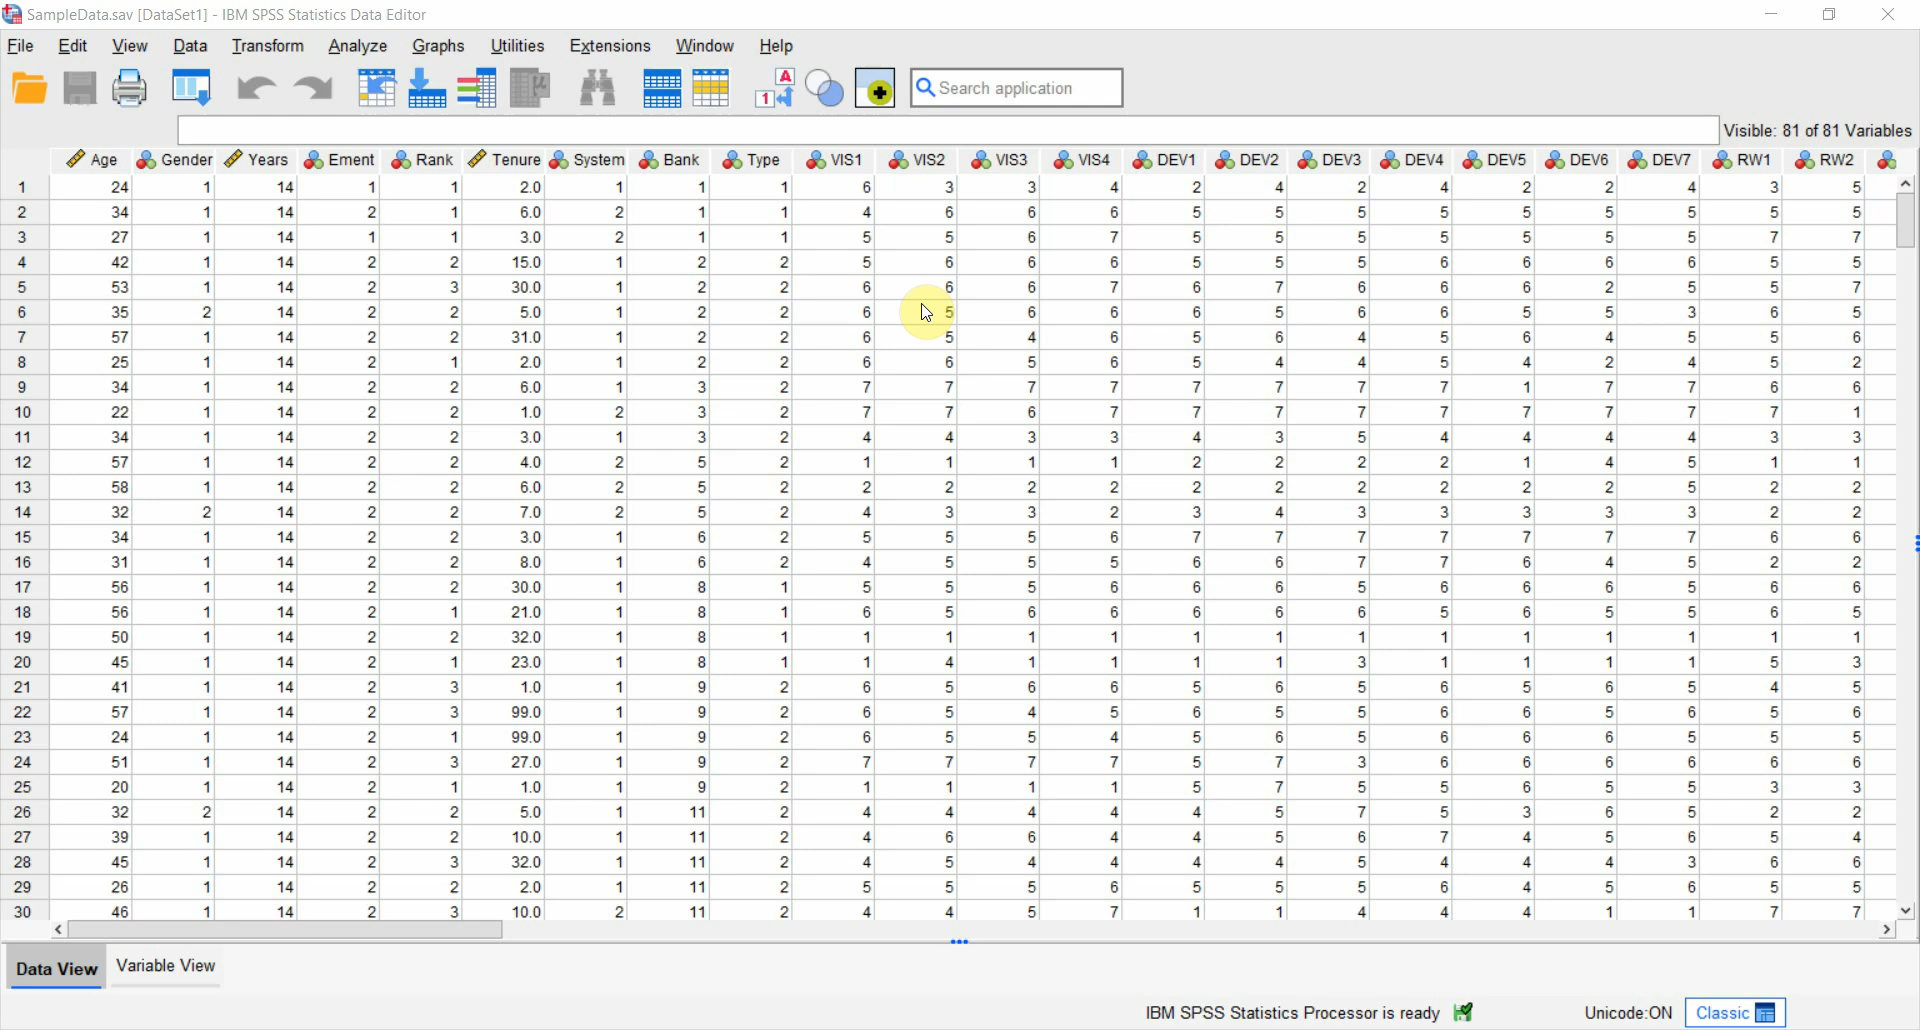 SampleData.sav [DataSet1] - IBM SPSS Statistics Data Editor
File Edit View Data Transform Analyze Graphs Utilities Extensions Window Help
A
1
µ
Search application
Visible: 81 of 81 Variables
Age Gender Years Ement Rank Tenure System Bank Type VIS1 VIS2 VIS3 VIS4 DEV1 DEV2 DEV3 DEV4 DEV5 DEV6 DEV7 RW1 RW2
1 24 1 14 1 1 2.0 1 1 1 6 3 3 4 2 4 2 4 2 2 4 3 5
2 34 1 14 2 1 6.0 2 1 1 4 6 6 6 5 5 5 5 5 5 5 5 5
3 27 1 14 1 1 3.0 2 1 1 5 5 6 7 5 5 5 5 5 5 5 7 7
4 42 1 14 2 2 15.0 1 2 2 5 6 6 6 5 5 5 6 6 6 6 5 5
5 53 1 14 2 3 30.0 1 2 2 6 6 6 7 6 7 6 6 6 2 5 5 7
6 35 2 14 2 2 5.0 1 2 2 6 5 6 6 6 5 6 6 5 5 3 6 5
7 57 1 14 2 2 31.0 1 2 2 6 5 4 6 5 6 4 5 6 4 5 5 6
8 25 1 14 2 1 2.0 1 2 2 6 6 5 6 5 4 4 5 4 2 4 5 2
9 34 1 14 2 2 6.0 1 3 2 7 7 7 7 7 7 7 7 1 7 7 6 6
10 22 1 14 2 2 1.0 2 3 2 7 7 6 7 7 7 7 7 7 7 7 7 1
11 34 1 14 2 2 3.0 1 3 2 4 4 3 3 4 3 5 4 4 4 4 3 3
12 57 1 14 2 2 4.0 2 5 2 1 1 1 1 2 2 2 2 1 4 5 1 1
13 58 1 14 2 2 6.0 2 5 2 2 2 2 2 2 2 2 2 2 2 5 2 2
14 32 2 14 2 2 7.0 2 5 2 4 3 3 2 3 4 3 3 3 3 3 2 2
15 34 1 14 2 2 3.0 1 6 2 5 5 5 6 7 7 7 7 7 7 7 6 6
16 31 1 14 2 2 8.0 1 6 2 4 5 5 5 6 6 7 7 6 4 5 2 2
17 56 1 14 2 2 30.0 1 8 1 5 5 5 6 6 6 5 6 6 6 5 6 6
18 56 1 14 2 1 21.0 1 8 1 6 5 6 6 6 6 6 5 6 5 5 6 5
19 50 1 14 2 2 32.0 1 8 1 1 1 1 1 1 1 1 1 1 1 1 1 1
20 45 1 14 2 1 23.0 1 8 1 1 4 1 1 1 1 3 1 1 1 1 5 3
21 41 1 14 2 3 1.0 1 9 2 6 5 6 6 5 6 5 6 5 6 5 4 5
22 57 1 14 2 3 99.0 1 9 2 6 5 4 5 6 5 5 6 6 5 6 5 6
23 24 1 14 2 1 99.0 1 9 2 6 5 5 4 5 6 5 6 6 6 5 5 5
24 51 1 14 2 3 27.0 1 9 2 7 7 7 7 5 7 3 6 6 6 6 6 6
25 20 1 14 2 1 1.0 1 9 2 1 1 1 1 5 7 5 5 6 5 5 3 3
26 32 2 14 2 2 5.0 1 11 2 4 4 4 4 4 5 7 5 3 6 5 2 2
27 39 1 14 2 2 10.0 1 11 2 4 6 6 4 4 5 6 7 4 5 6 5 4
28 45 1 14 2 3 32.0 1 11 2 4 5 4 4 4 4 5 4 4 4 3 6 6
29 26 1 14 2 2 2.0 1 11 2 5 5 5 6 5 5 5 6 4 5 6 5 5
30 46 1 14 2 3 10.0 2 11 2 4 4 5 7 1 1 4 4 4 1 1 7 7
Data View Variable View
IBM SPSS Statistics Processor is ready Unicode:ON Classic